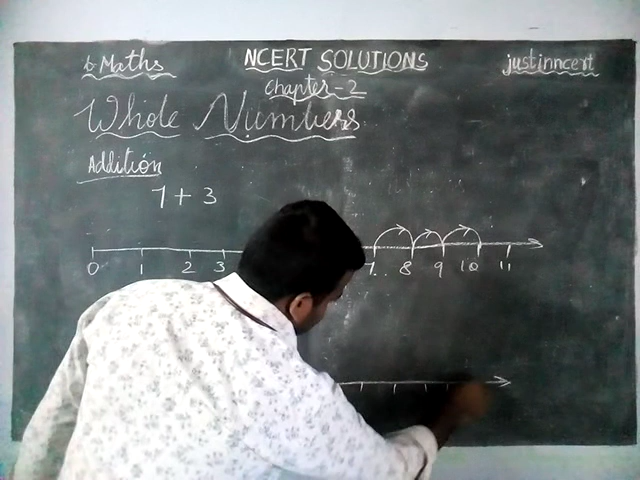 6-Maths NCERT SOLUTIONS justinncert
Chapter-2
Whole Numbers
Addition
7+3
0 1 2 3 7 8 9 10 11